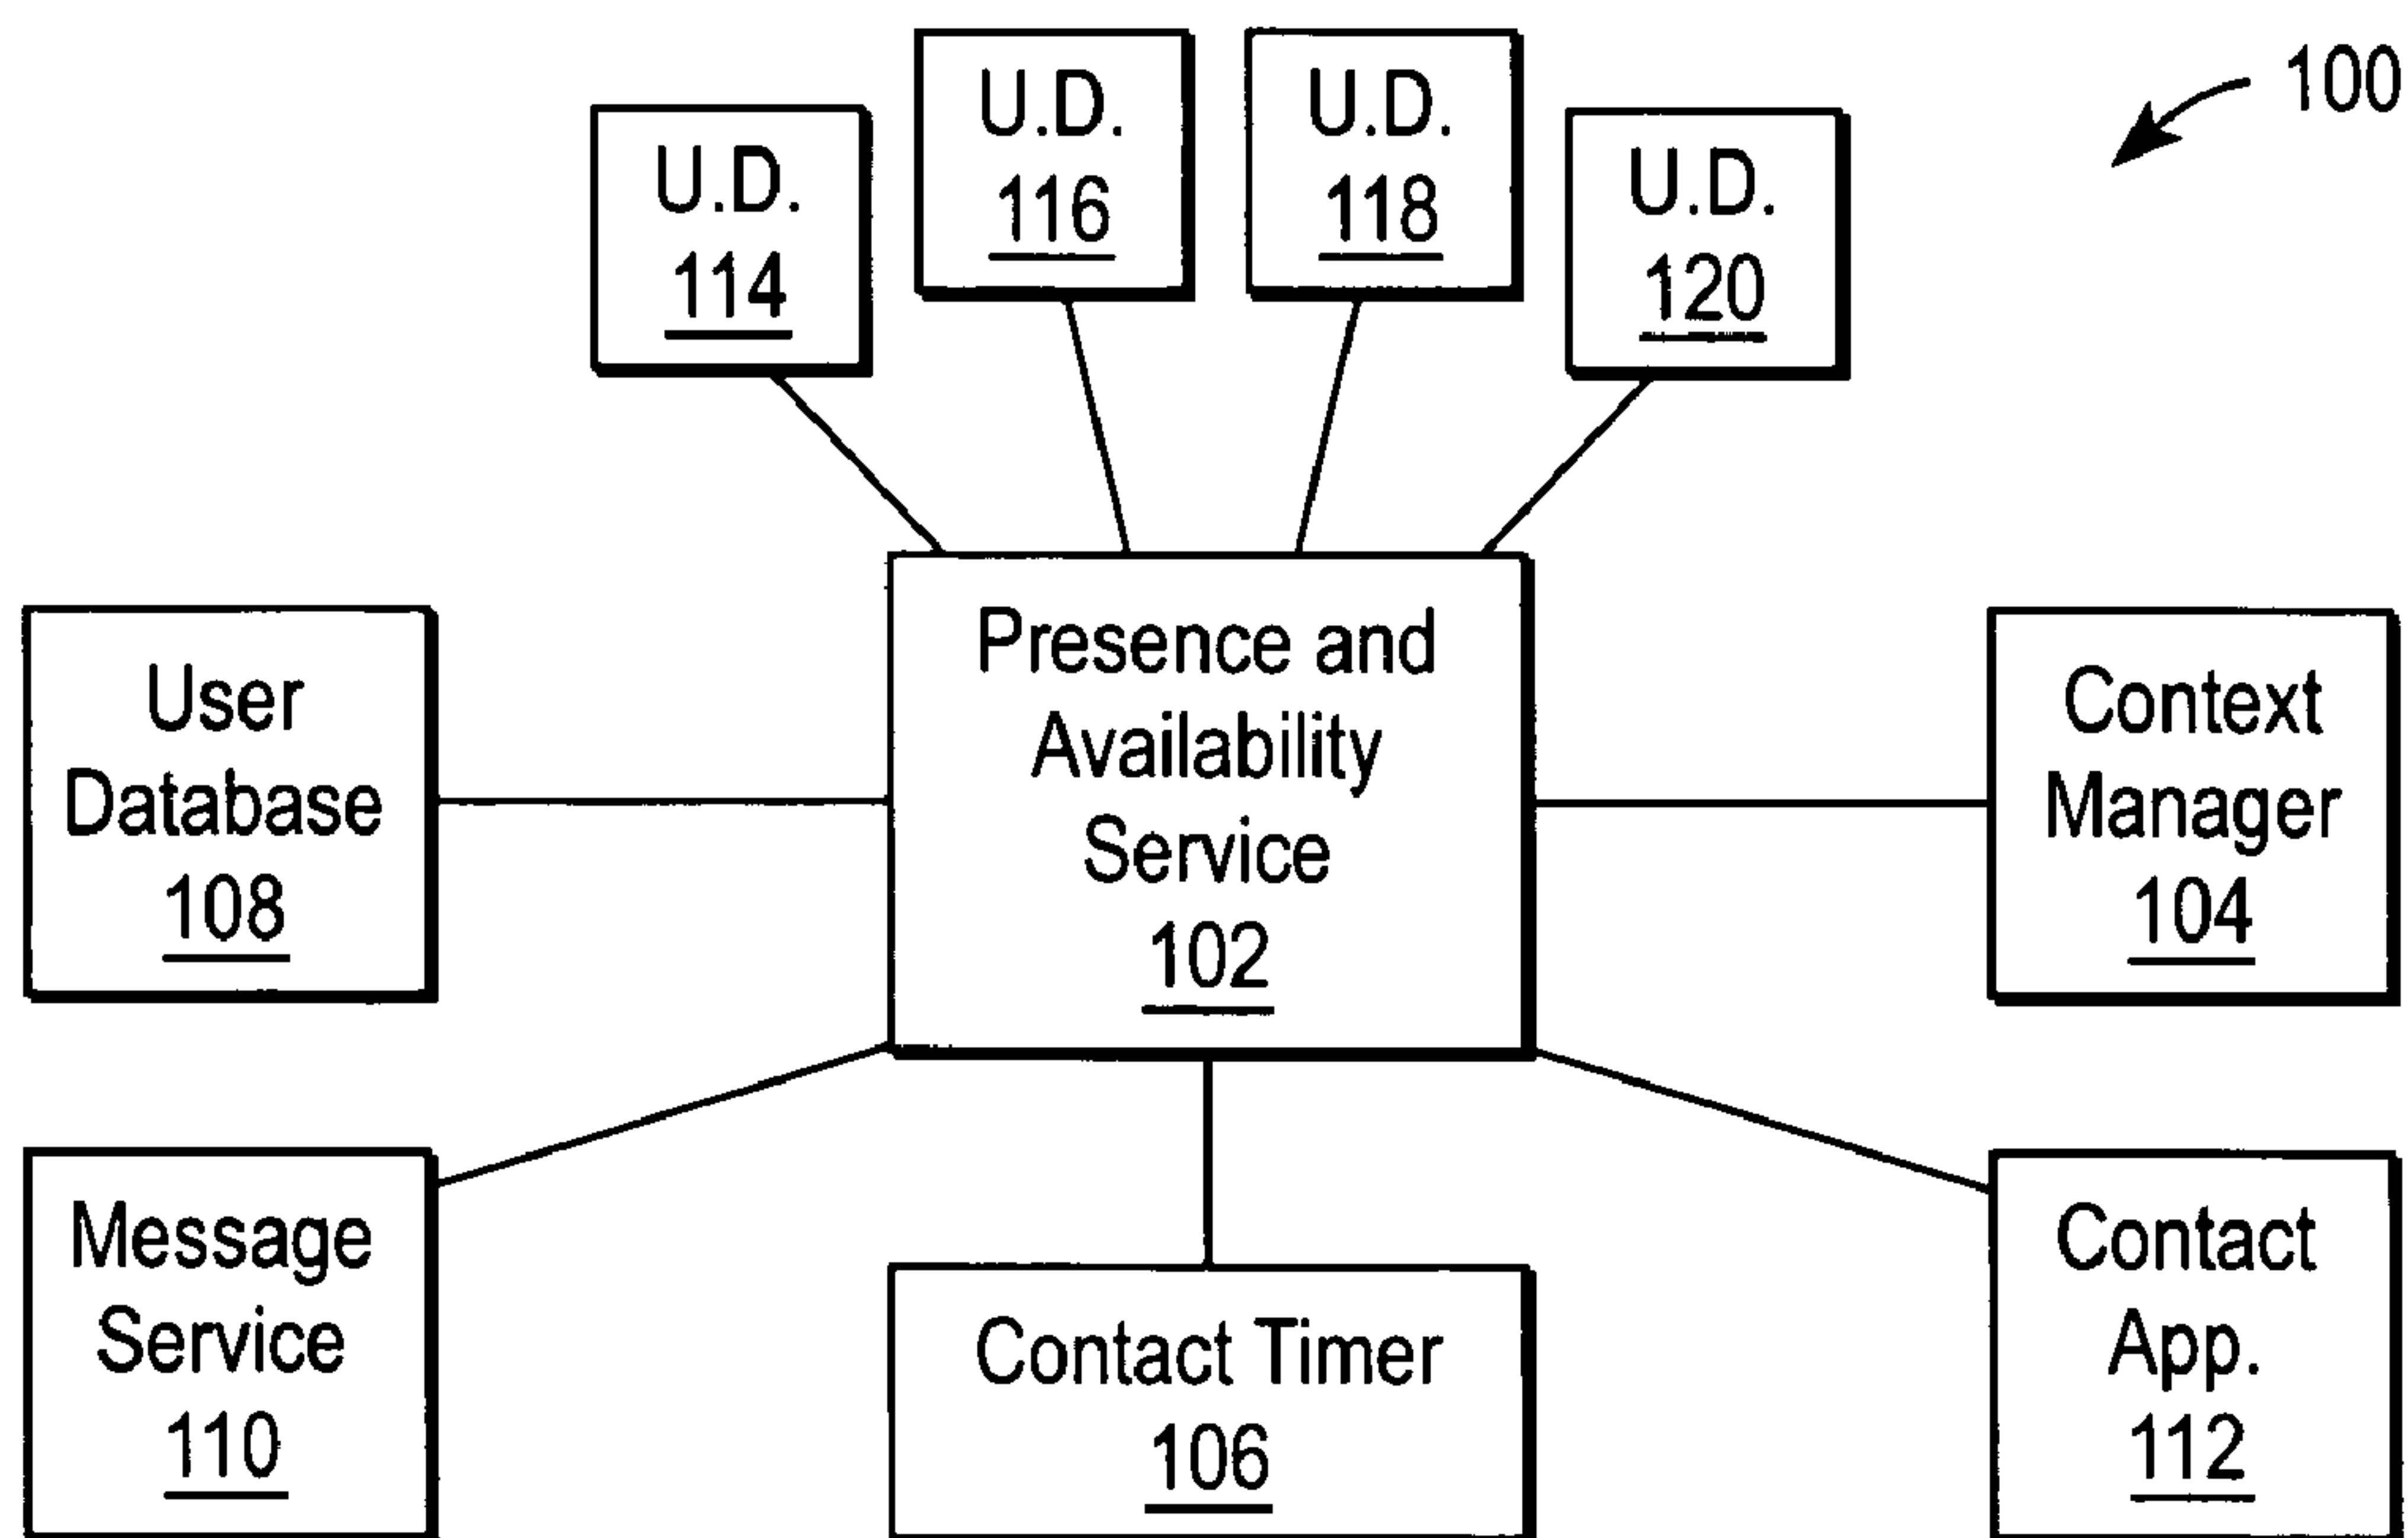 100
U.D.
114
U.D.
116
U.D.
118
U.D.
120
User
Database
108
Presence and
Availability
Service
102
Context
Manager
104
Message
Service
110
Contact Timer
106
Contact
App.
112